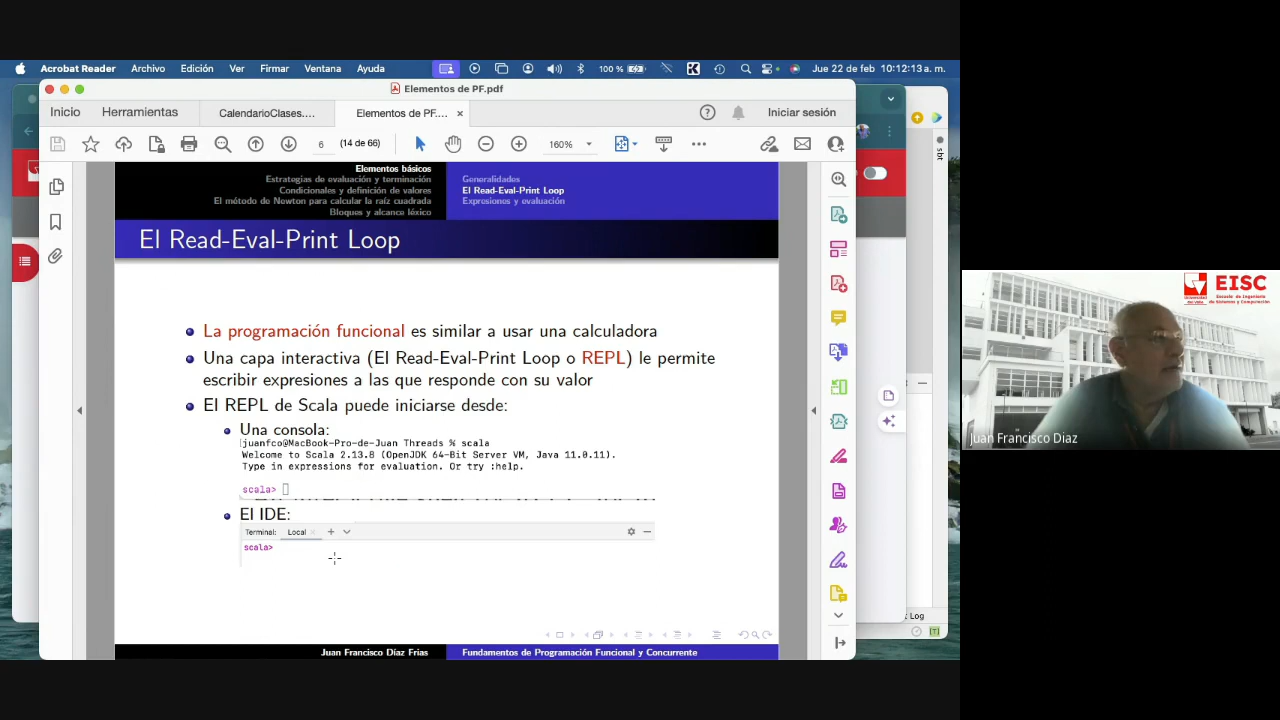 Acrobat Reader Archivo Edición Ver Firmar Ventana Ayuda 100 % Jue 22 de feb 10:12:13 a. m.
Elementos de PF.pdf
Inicio Herramientas CalendarioClases.... Elementos de PF.... × Iniciar sesión
6 (14 de 66) 160%
sbt
Elementos básicos
Estrategias de evaluación y terminación
Condicionales y definición de valores
El método de Newton para calcular la raíz cuadrada
Bloques y alcance léxico
Generalidades
El Read-Eval-Print Loop
Expresiones y evaluación
El Read-Eval-Print Loop
La programación funcional es similar a usar una calculadora
Una capa interactiva (El Read-Eval-Print Loop o REPL) le permite
escribir expresiones a las que responde con su valor
El REPL de Scala puede iniciarse desde:
Una consola:
juanfco@MacBook-Pro-de-Juan Threads % scala
Welcome to Scala 2.13.8 (OpenJDK 64-Bit Server VM, Java 11.0.11).
Type in expressions for evaluation. Or try :help.
scala>
El IDE:
Terminal: Local × +
scala>
Log
Juan Francisco Díaz Frias Fundamentos de Programación Funcional y Concurrente
EISC
Escuela de Ingeniería
de Sistemas y Computación
Juan Francisco Diaz